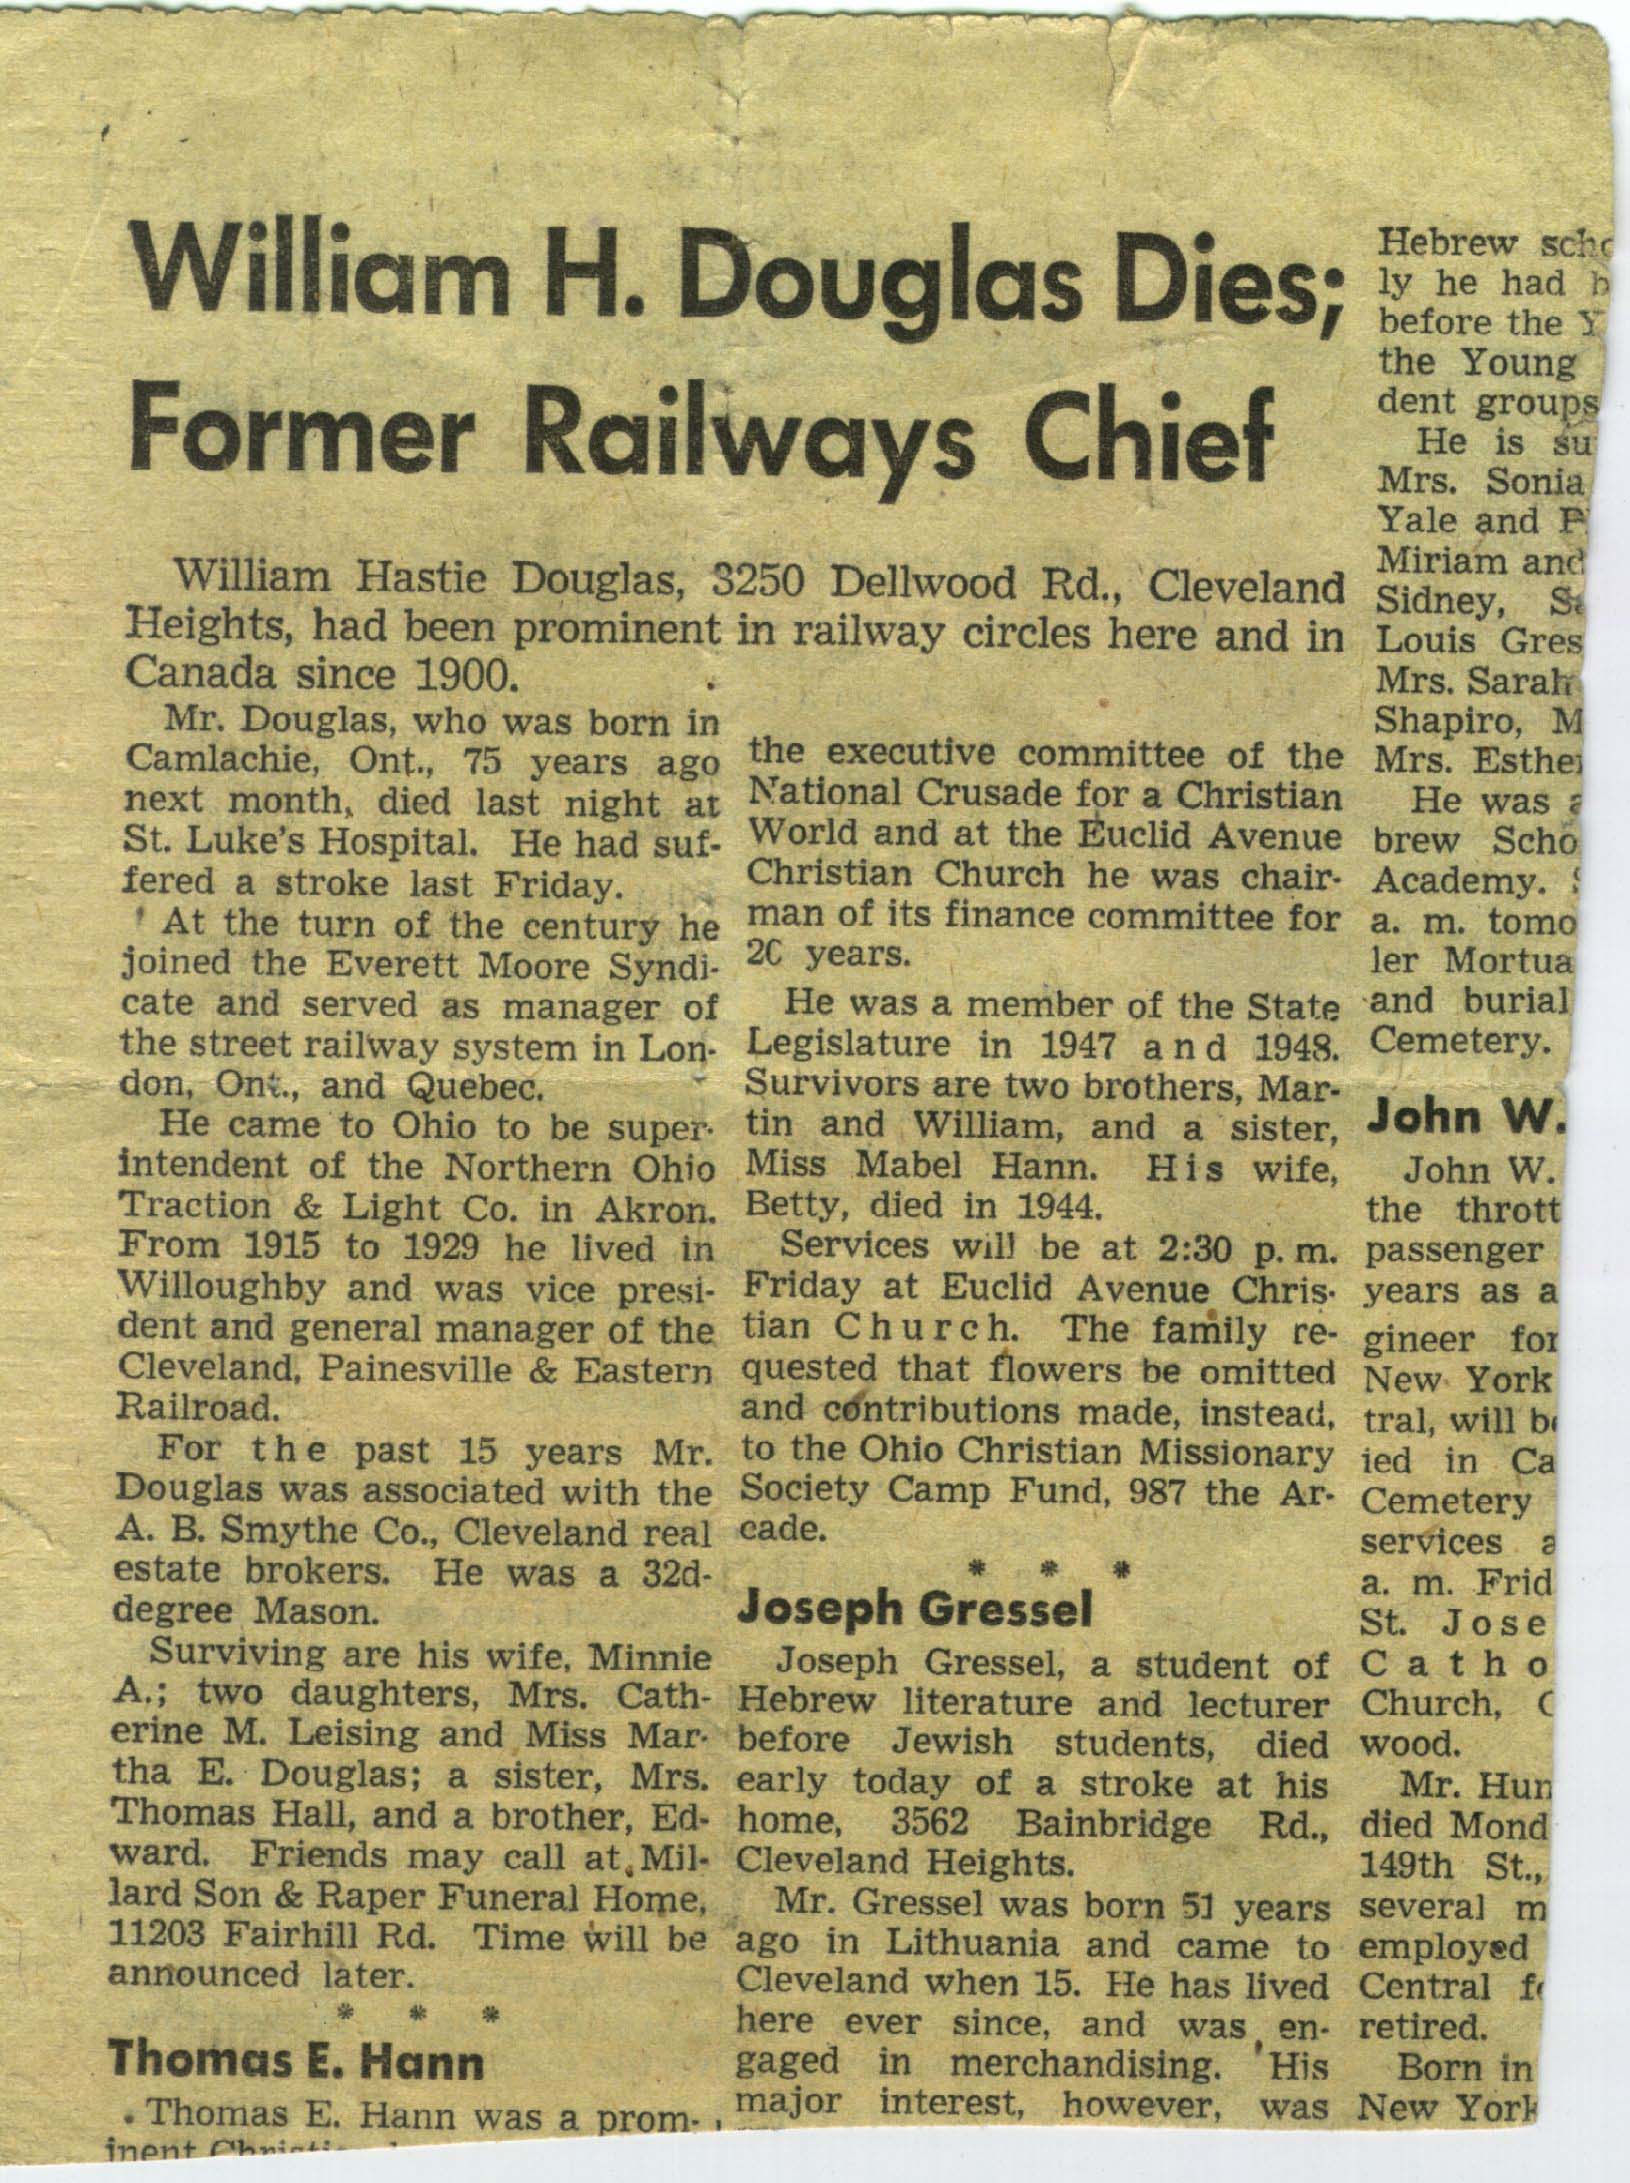 William H. Douglas Dies;
Former Railways Chief
William Hastie Douglas, 3250 Dellwood Rd., Cleveland
Heights, had been prominent in railway circles here and in
Canada since 1900.
Mr. Douglas, who was born in
Camlachie, Ont., 75 years ago
next month, died last night at
St. Luke's Hospital. He had suf-
fered a stroke last Friday.
At the turn of the century he
joined the Everett Moore Syndi-
cate and served as manager of
the street railway system in Lon-
don, Ont., and Quebec.
He came to Ohio to be super-
intendent of the Northern Ohio
Traction & Light Co. in Akron.
From 1915 to 1929 he lived in
Willoughby and was vice presi-
dent and general manager of the
Cleveland, Painesville & Eastern
Railroad.
For the past 15 years Mr.
Douglas was associated with the
A. B. Smythe Co., Cleveland real
estate brokers. He was a 32d-
degree Mason.
Surviving are his wife, Minnie
A.; two daughters, Mrs. Cath-
erine M. Leising and Miss Mar-
tha E. Douglas; a sister, Mrs.
Thomas Hall, and a brother, Ed-
ward. Friends may call at Mil-
lard Son & Raper Funeral Home,
11203 Fairhill Rd. Time will be
announced later.
* * *
Thomas E. Hann
Thomas E. Hann was a prom-
inent
the executive committee of the
National Crusade for a Christian
World and at the Euclid Avenue
Christian Church he was chair-
man of its finance committee for
20 years.
He was a member of the State
Legislature in 1947 and 1948.
Survivors are two brothers, Mar-
tin and William, and a sister,
Miss Mabel Hann. His wife,
Betty, died in 1944.
Services will be at 2:30 p. m.
Friday at Euclid Avenue Chris-
tian Church. The family re-
quested that flowers be omitted
and contributions made, instead,
to the Ohio Christian Missionary
Society Camp Fund, 987 the Ar-
cade.
* * *
Joseph Gressel
Joseph Gressel, a student of
Hebrew literature and lecturer
before Jewish students, died
early today of a stroke at his
home, 3562 Bainbridge Rd.,
Cleveland Heights.
Mr. Gressel was born 51 years
ago in Lithuania and came to
Cleveland when 15. He has lived
here ever since, and was en-
gaged in merchandising. His
major interest, however, was
Hebrew
ly he had
before the
the Young
dent groups
He is su
Mrs. Sonia
Yale and
Miriam and
Sidney,
Louis Gres
Mrs. Sarah
Shapiro, M
Mrs. Esther
He was
brew Scho
Academy.
a. m. tomo
ler Mortua
and burial
Cemetery.
John W.
John W.
the thrott
passenger
years as a
gineer for
New York
tral, will be
ied in Ca
Cemetery
services
a. m. Frid
St. Jose
Catho
Church,
wood.
Mr. Hun
died Mond
149th St.,
several m
employed
Central
retired.
Born in
New York